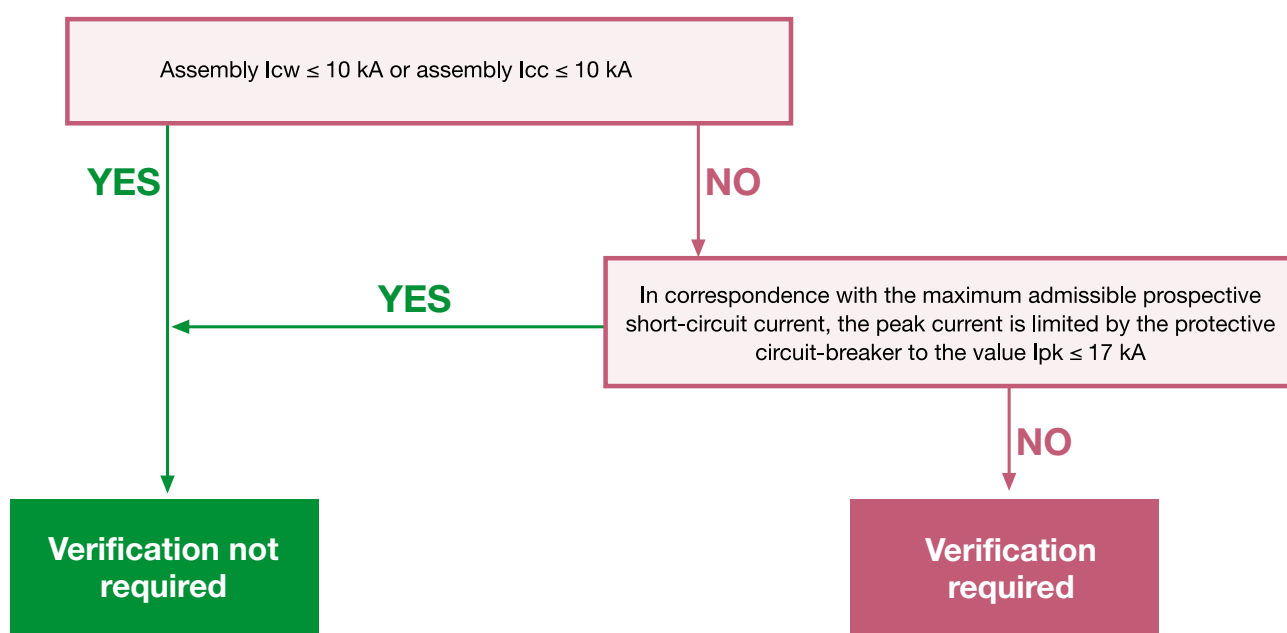 Assembly Icw ≤ 10 kA or assembly Icc ≤ 10 kA
YES
NO
YES
In correspondence with the maximum admissible prospective
short-circuit current, the peak current is limited by the protective
circuit-breaker to the value Ipk ≤ 17 kA
NO
Verification not
required
Verification
required